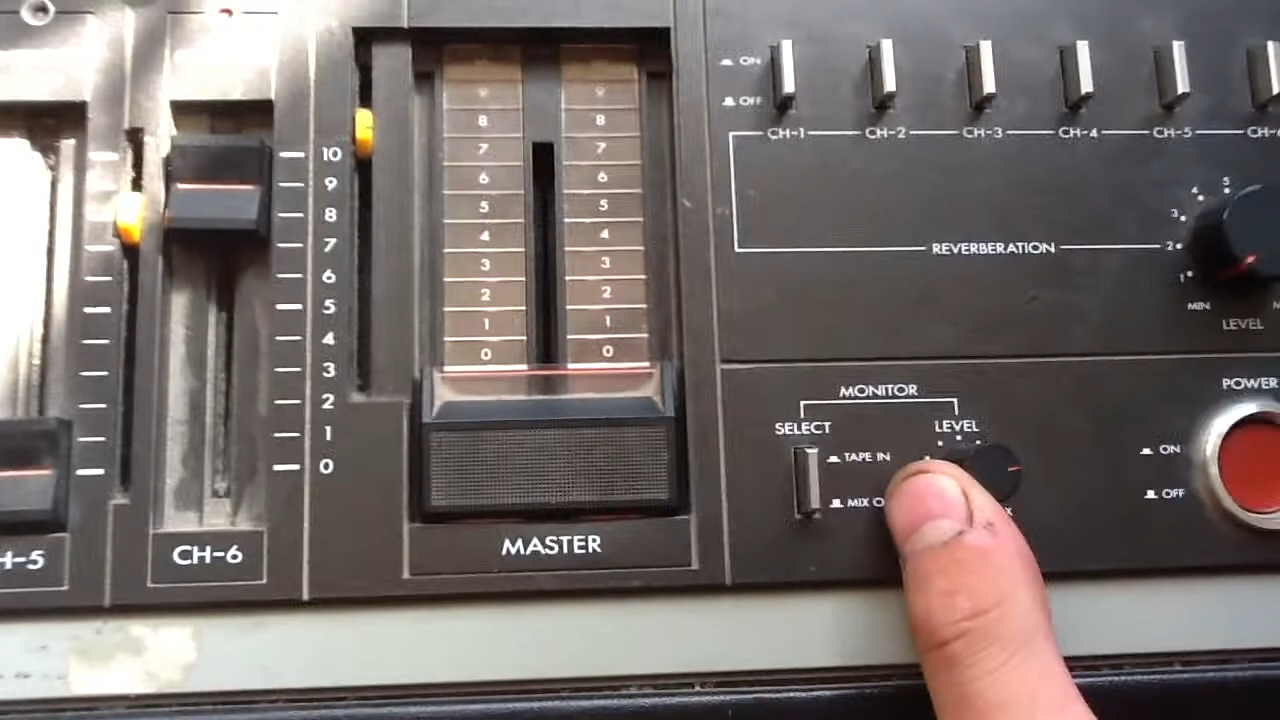 ON
OFF
CH-1 CH-2 CH-3 CH-4 CH-5
REVERBERATION
1 2 3 4 5
MIN
LEVEL
10
9
8
7
6
5
4
3
2
1
0
8 8
7 7
6 6
5 5
4 4
3 3
2 2
1 1
0 0
MONITOR
SELECT LEVEL
TAPE IN
MIX O
POWER
ON
OFF
H-5
CH-6
MASTER